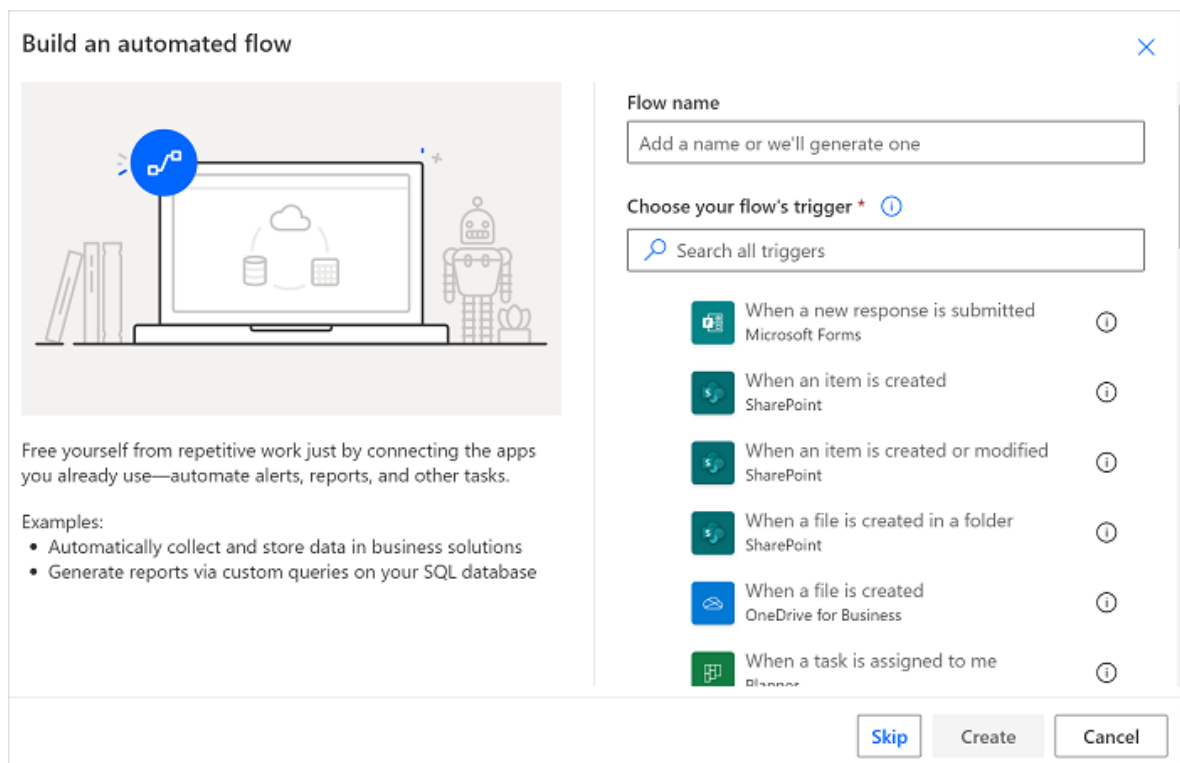 Build an automated flow
Free yourself from repetitive work just by connecting the apps
you already use—automate alerts, reports, and other tasks.
Examples:
• Automatically collect and store data in business solutions
• Generate reports via custom queries on your SQL database
Flow name
Add a name or we'll generate one
Choose your flow's trigger *
Search all triggers
When a new response is submitted
Microsoft Forms
When an item is created
SharePoint
When an item is created or modified
SharePoint
When a file is created in a folder
SharePoint
When a file is created
OneDrive for Business
When a task is assigned to me
Planner
Skip
Create
Cancel